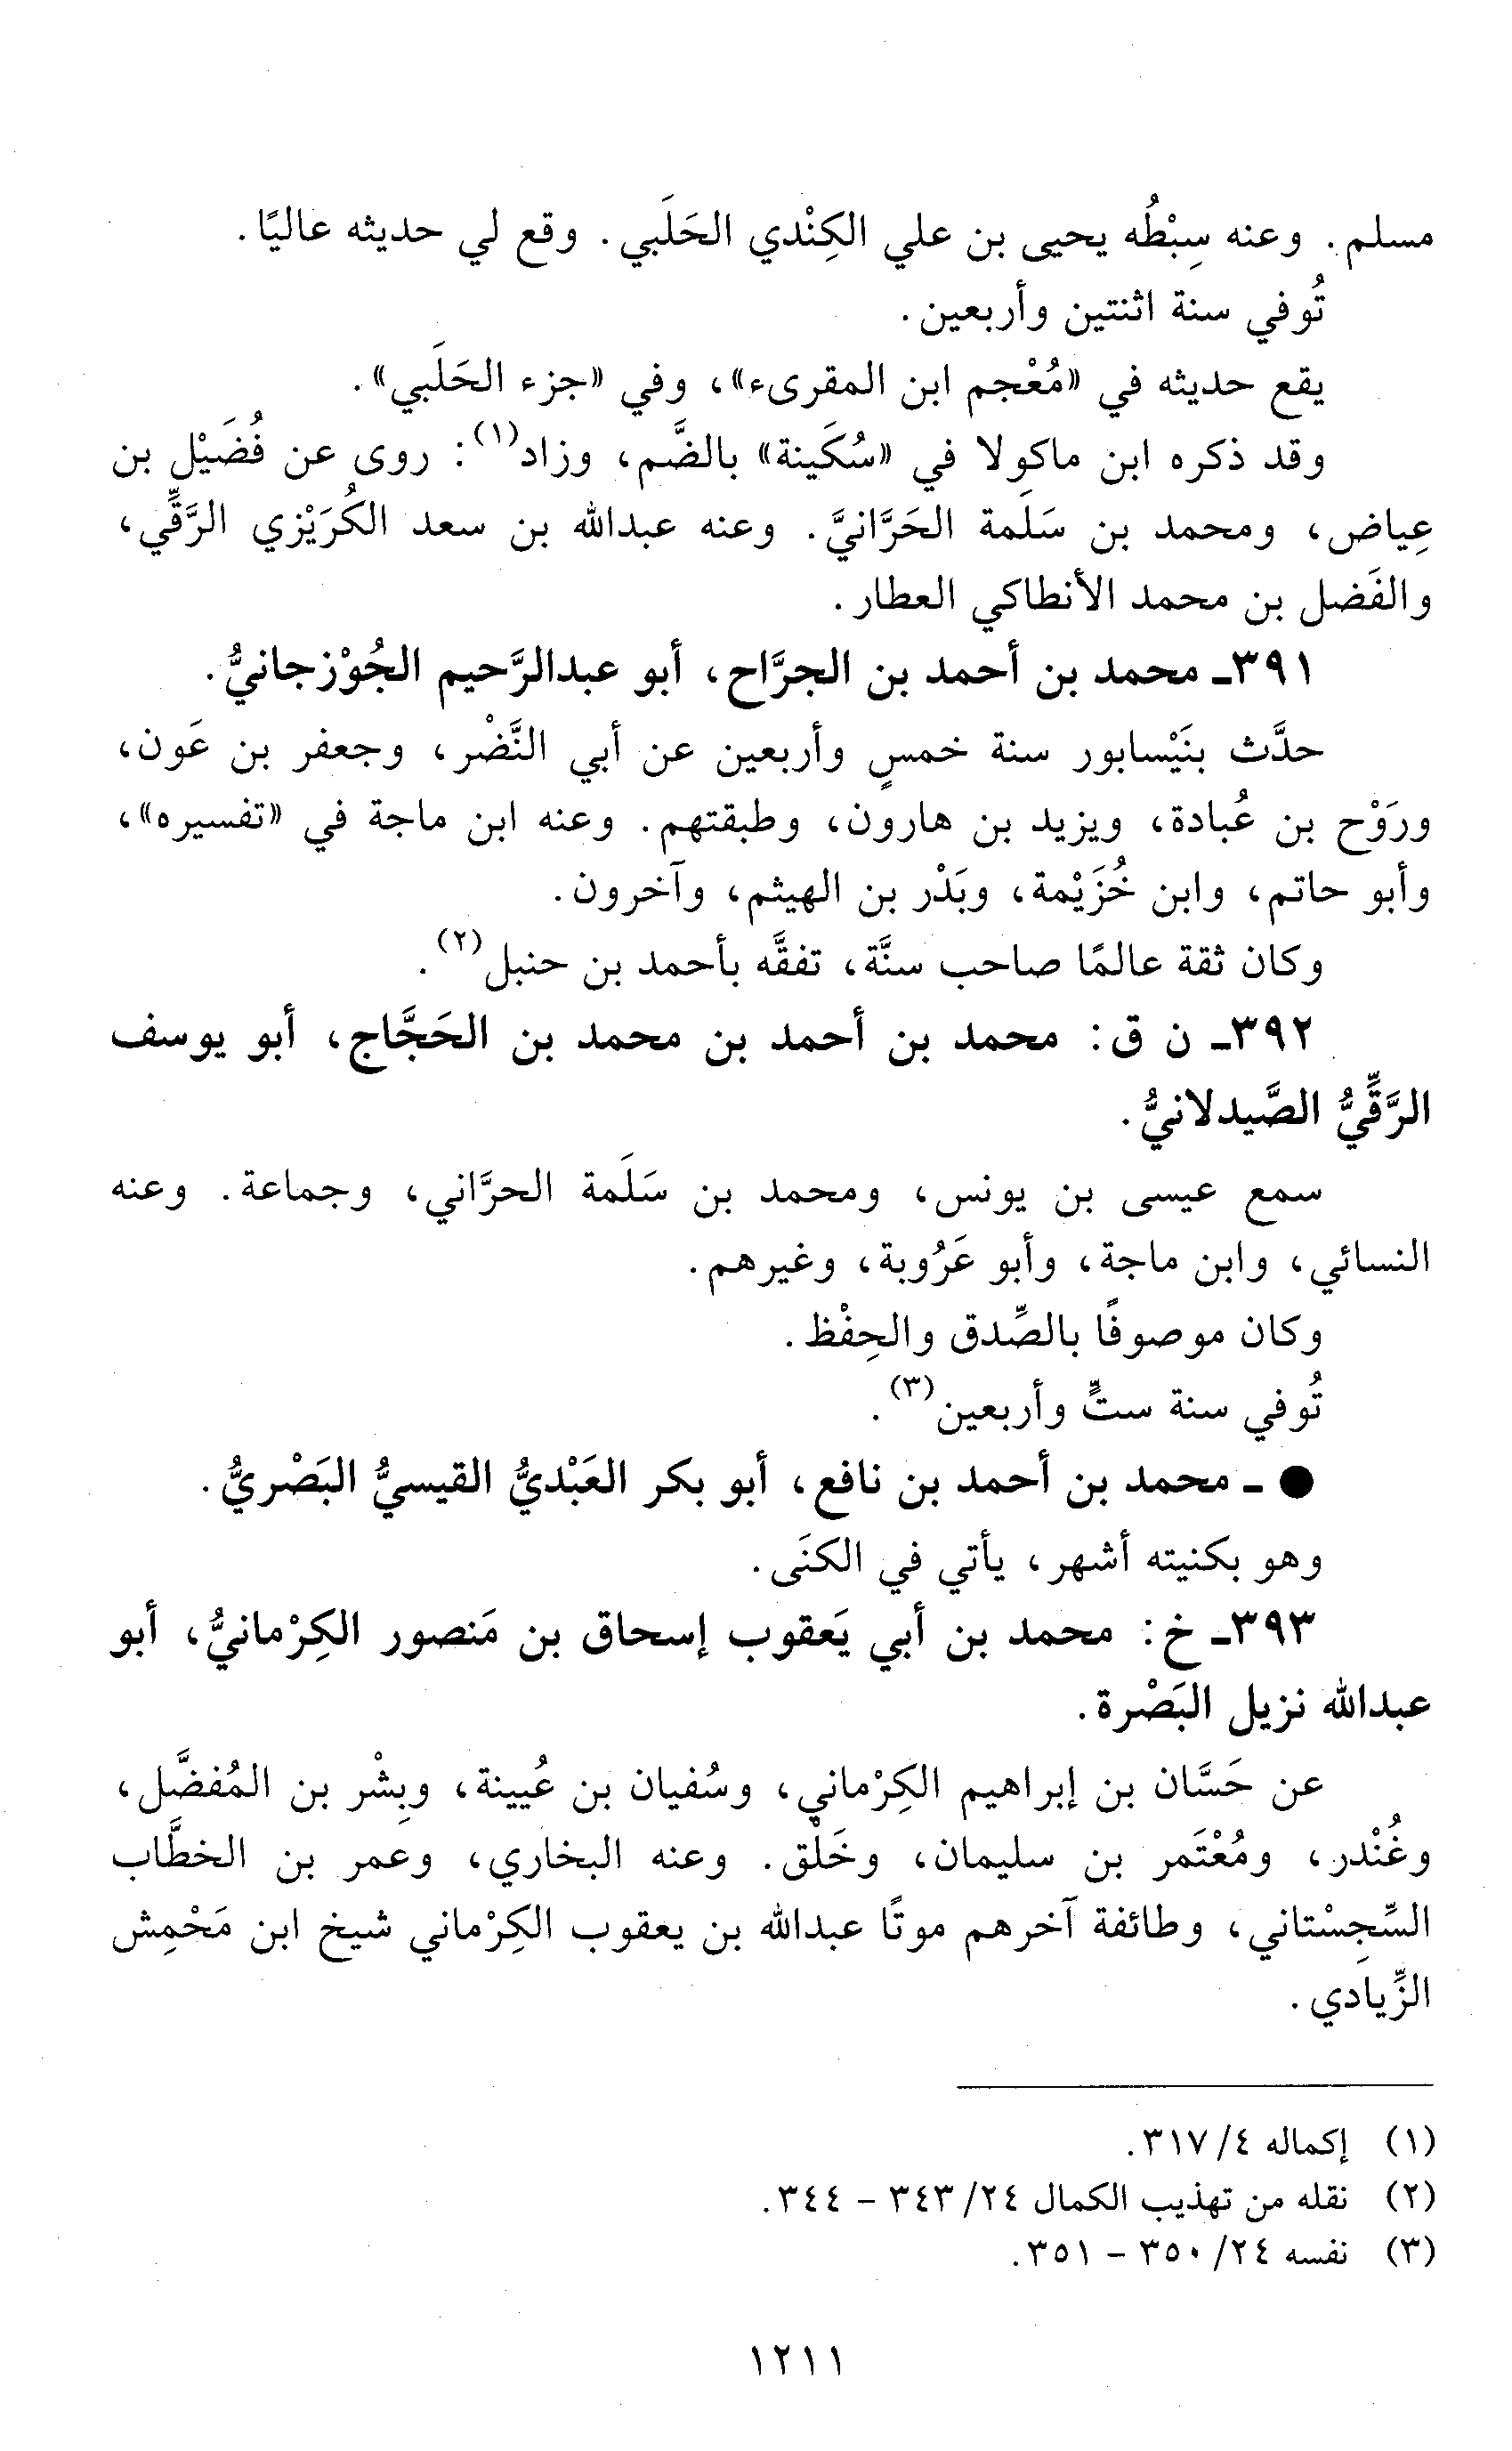 مسلم. وعنه سِبْطُه يحيى بن علي الكِنْدي الحَلَبي. وقع لي حديثه عاليًا.
تُوفي سنة اثنتين وأربعين.
يقع حديثه في «مُعْجم ابن المقرىء»، وفي «جزء الحَلَبي».
وقد ذكره ابن ماكولا في «سُكَينة» بالضَّم، وزاد(١): روى عن فُضَيْل بن
عِياض، ومحمد بن سَلَمة الحَرَّانيَّ. وعنه عبدالله بن سعد الكُرَيْزي الرَّقِّي،
والفَضل بن محمد الأنطاكي العطار.
٣٩١ـ محمد بن أحمد بن الجرَّاح، أبو عبدالرَّحيم الجُوْزجانيُّ.
حدَّث بنَيْسابور سنة خمسٍ وأربعين عن أبي النَّضْر، وجعفر بن عَون،
ورَوْح بن عُبادة، ويزيد بن هارون، وطبقتهم. وعنه ابن ماجة في «تفسيره»،
وأبو حاتم، وابن خُزَيْمة، وبَدْر بن الهيثم، وآخرون.
وكان ثقة عالمًا صاحب سنَّة، تفقَّه بأحمد بن حنبل(٢).
٣٩٢ـ ن ق: محمد بن أحمد بن محمد بن الحَجَّاج، أبو يوسف
الرَّقِّيُّ الصَّيدلانيُّ.
سمع عيسى بن يونس، ومحمد بن سَلَمة الحرَّاني، وجماعة. وعنه
النسائي، وابن ماجة، وأبو عَرُوبة، وغيرهم.
وكان موصوفًا بالصِّدق والحِفْظ.
تُوفي سنة ستٍّ وأربعين(٣).
● ـ محمد بن أحمد بن نافع، أبو بكر العَبْديُّ القيسيُّ البَصْريُّ.
وهو بكنيته أشهر، يأتي في الكنَى.
٣٩٣ـ خ: محمد بن أبي يَعقوب إسحاق بن مَنصور الكِرْمانيُّ، أبو
عبدالله نزيل البَصْرة.
عن حَسَّان بن إبراهيم الكِرْماني، وسُفيان بن عُيينة، وبِشْر بن المُفضَّل،
وغُنْدر، ومُعْتَمر بن سليمان، وخَلْق. وعنه البخاري، وعمر بن الخطَّاب
السِّجِسْتاني، وطائفة آخرهم موتًا عبدالله بن يعقوب الكِرْماني شيخ ابن مَحْمِش
الزِّيادي.
(١) إكماله ٤/ ٣١٧.
(٢) نقله من تهذيب الكمال ٢٤/ ٣٤٣ - ٣٤٤.
(٣) نفسه ٢٤/ ٣٥٠ - ٣٥١.
١٢١١